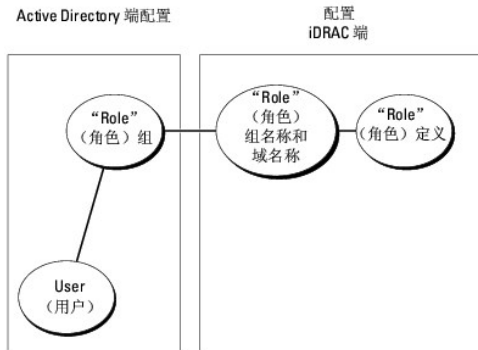 Active Directory 端配置
配置
iDRAC 端
“Role”
（角色）组
“Role”
（角色）
组名称和
域名称
“Role”
（角色）定义
User
（用户）